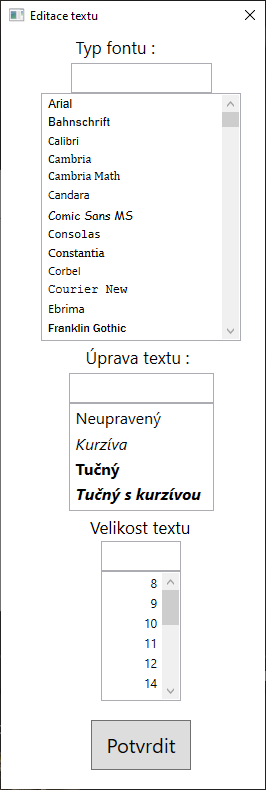 Editace textu
Typ fontu :
Arial
Bahnschrift
Calibri
Cambria
Cambria Math
Candara
Comic Sans MS
Consolas
Constantia
Corbel
Courier New
Ebrima
Franklin Gothic
Úprava textu :
Neupravený
Kurzíva
Tučný
Tučný s kurzívou
Velikost textu
8
9
10
11
12
14
Potvrdit